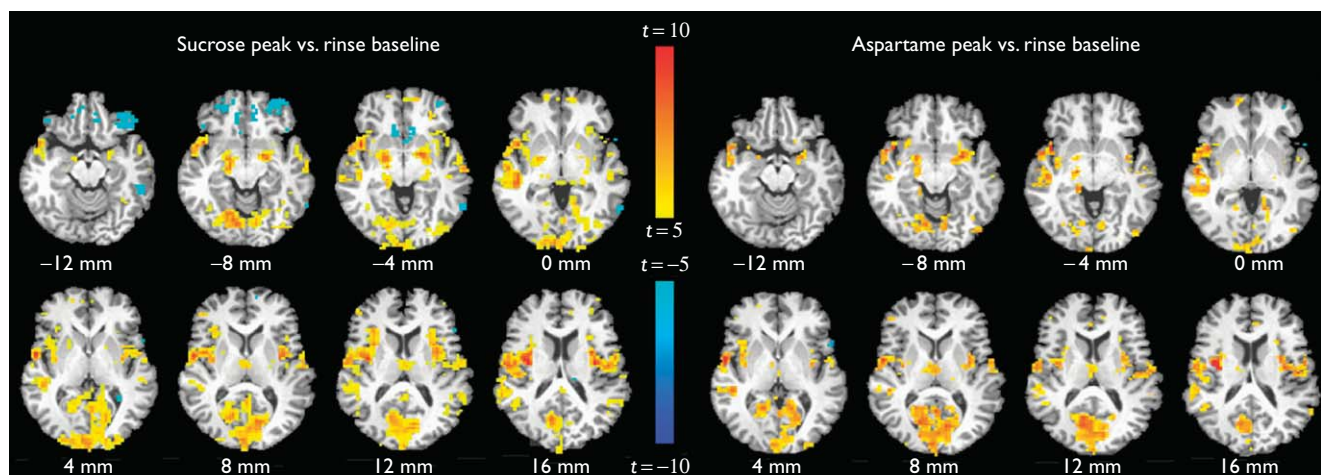 Sucrose peak vs. rinse baseline
t = 10
Aspartame peak vs. rinse baseline
t = 5
−12 mm
−8 mm
−4 mm
0 mm
−12 mm
−8 mm
−4 mm
0 mm
t = −5
4 mm
8 mm
12 mm
16 mm
t = −10
4 mm
8 mm
12 mm
16 mm